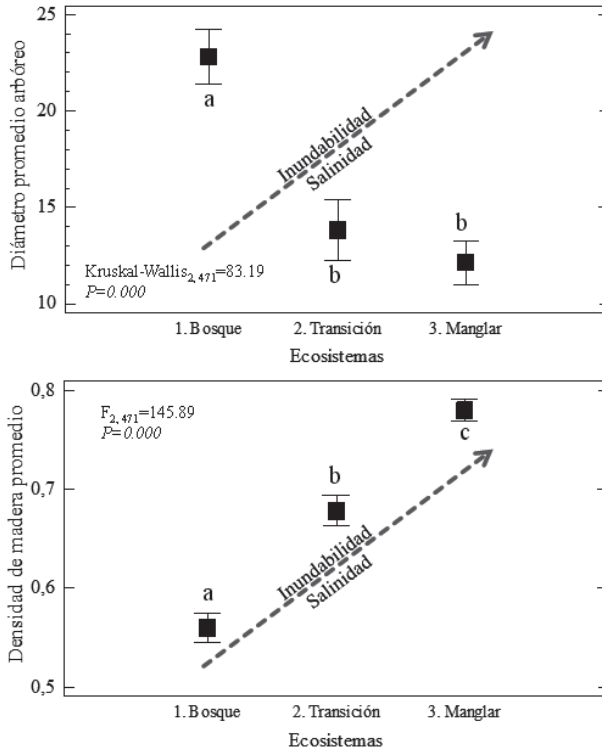 Diámetro promedio arbóreo
25
20
15
10
a
b
b
Inundabilidad
Salinidad
Kruskal-Wallis2, 471=83.19
P=0.000
1. Bosque 2. Transición 3. Manglar
Ecosistemas
Densidad de madera promedio
0,8
0,7
0,6
0,5
F2, 471=145.89
P=0.000
c
b
a
Inundabilidad
Salinidad
1. Bosque 2. Transición 3. Manglar
Ecosistemas